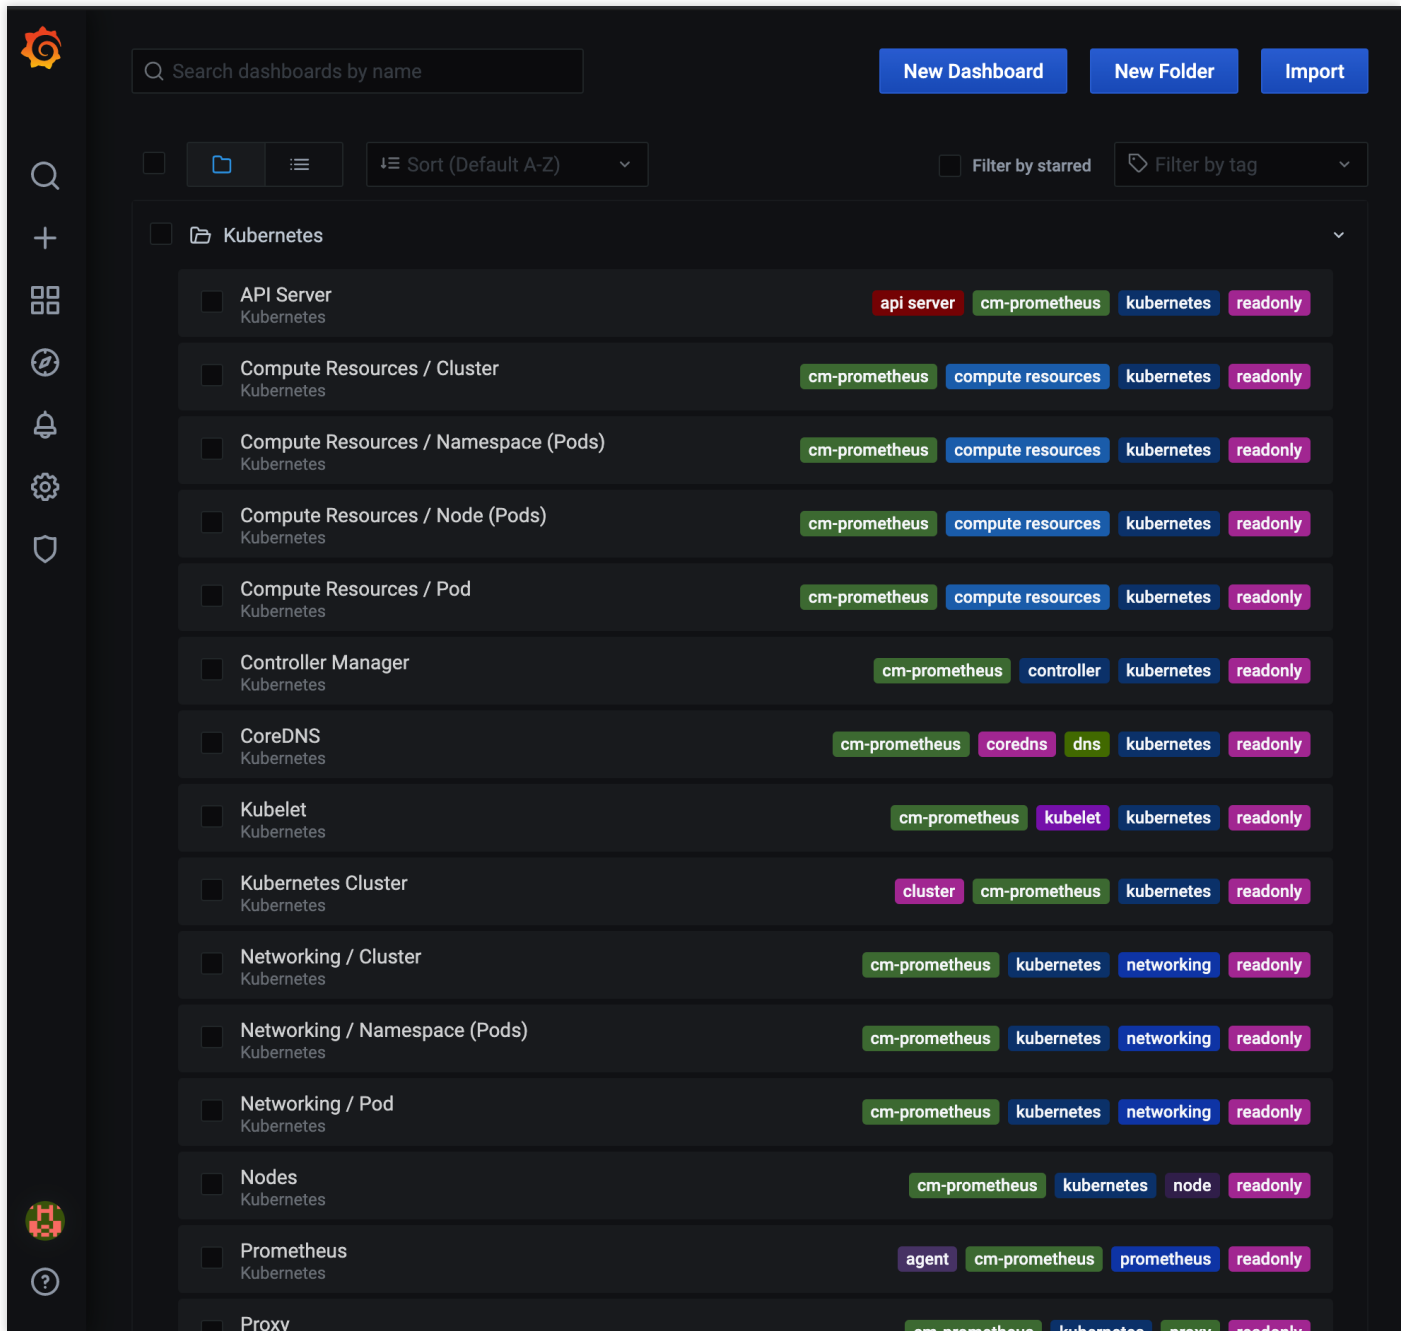 Search dashboards by name
New Dashboard
New Folder
Import
Sort (Default A-Z)
Filter by starred
Filter by tag
Kubernetes
API Server
Kubernetes
api server cm-prometheus kubernetes readonly
Compute Resources / Cluster
Kubernetes
cm-prometheus compute resources kubernetes readonly
Compute Resources / Namespace (Pods)
Kubernetes
cm-prometheus compute resources kubernetes readonly
Compute Resources / Node (Pods)
Kubernetes
cm-prometheus compute resources kubernetes readonly
Compute Resources / Pod
Kubernetes
cm-prometheus compute resources kubernetes readonly
Controller Manager
Kubernetes
cm-prometheus controller kubernetes readonly
CoreDNS
Kubernetes
cm-prometheus coredns dns kubernetes readonly
Kubelet
Kubernetes
cm-prometheus kubelet kubernetes readonly
Kubernetes Cluster
Kubernetes
cluster cm-prometheus kubernetes readonly
Networking / Cluster
Kubernetes
cm-prometheus kubernetes networking readonly
Networking / Namespace (Pods)
Kubernetes
cm-prometheus kubernetes networking readonly
Networking / Pod
Kubernetes
cm-prometheus kubernetes networking readonly
Nodes
Kubernetes
cm-prometheus kubernetes node readonly
Prometheus
Kubernetes
agent cm-prometheus prometheus readonly
Proxy
cm-prometheus kubernetes proxy readonly